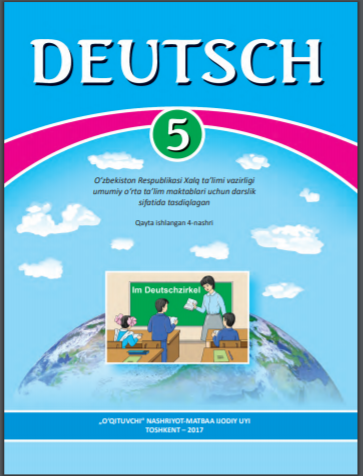 DEUTSCH
5
O‘zbekiston Respublikasi Xalq ta’limi vazirligi
umumiy o‘rta ta’lim maktablari uchun darslik
sifatida tasdiqlagan
Qayta ishlangan 4-nashri
Im Deutschzirkel
„O‘QITUVCHI“ NASHRIYOT-MATBAA IJODIY UYI
TOSHKENT – 2017